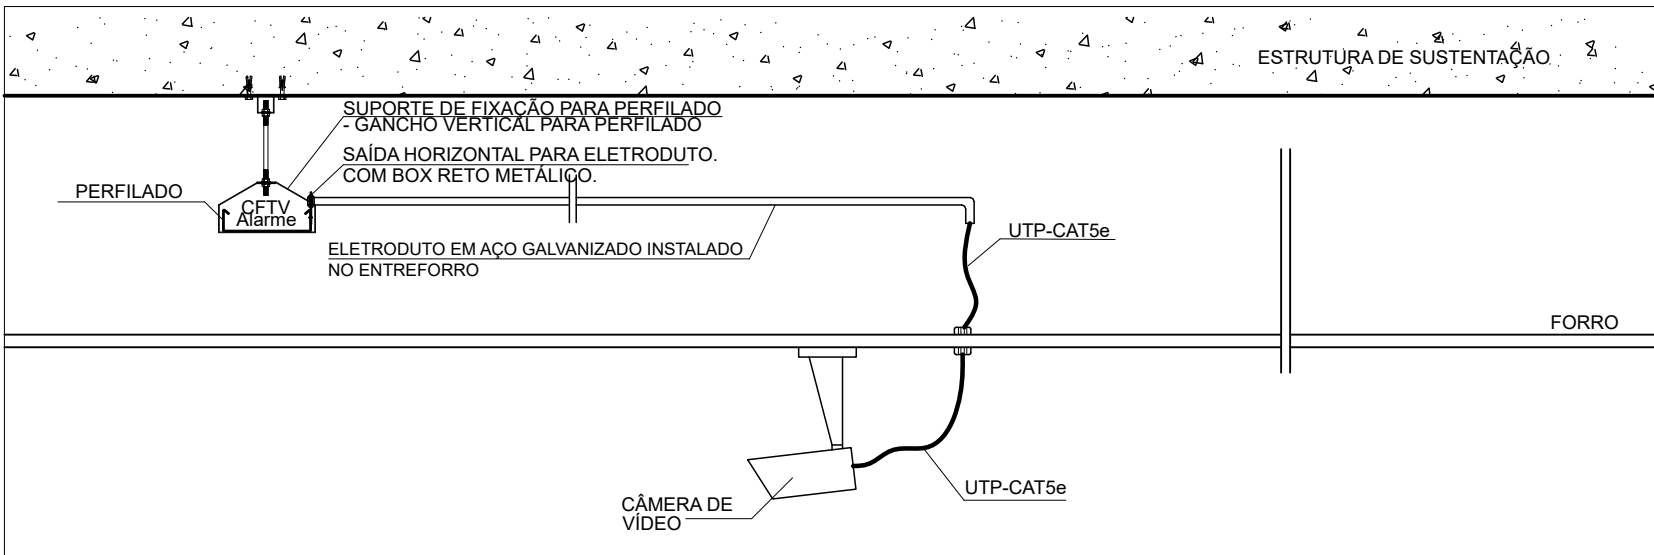 ESTRUTURA DE SUSTENTAÇÃO
SUPORTE DE FIXAÇÃO PARA PERFILADO
- GANCHO VERTICAL PARA PERFILADO
SAÍDA HORIZONTAL PARA ELETRODUTO.
COM BOX RETO METÁLICO.
PERFILADO
CFTV
Alarme
UTP-CAT5e
ELETRODUTO EM AÇO GALVANIZADO INSTALADO
NO ENTREFORRO
FORRO
UTP-CAT5e
CÂMERA DE
VÍDEO